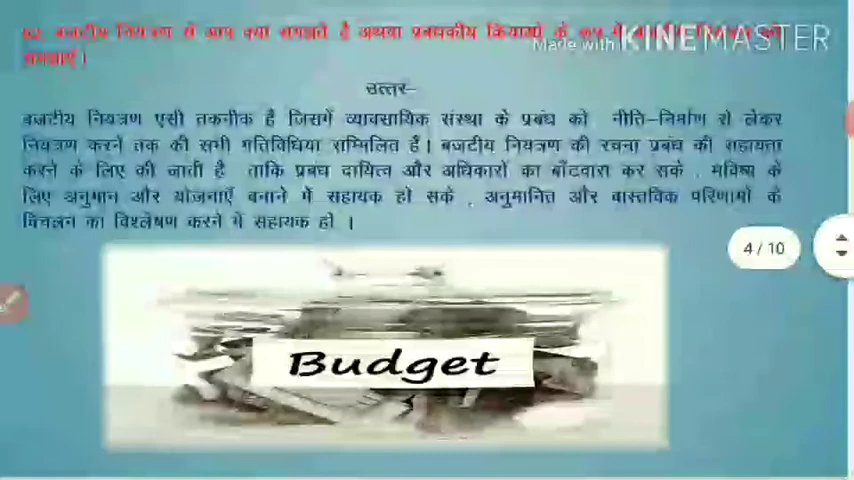 02. बजटीय नियंत्रण से आप क्या समझते है अथवा प्रबंधकीय कियाओं के रूप में
समझाएँ।
Made with KINEMASTER
उत्तर–
बजटीय नियंत्रण एसी तकनीक हैं जिसमें व्यावसायिक संस्था के प्रबंध को नीति–निर्माण से लेकर
नियंत्रण करने तक की सभी गतिविधिया सम्मिलित हैं। बजटीय नियंत्रण की रचना प्रबंध की सहायता
करने के लिए की जाती है ताकि प्रबंध दायित्व और अधिकारों का बाँटवारा कर सके , भविष्य के
लिए अनुमान और योजनाएँ बनाने में सहायक हो सके , अनुमानित और वास्तविक परिणामों के
विचलन का विश्लेषण करने में सहायक हो ।
4 / 10
Budget